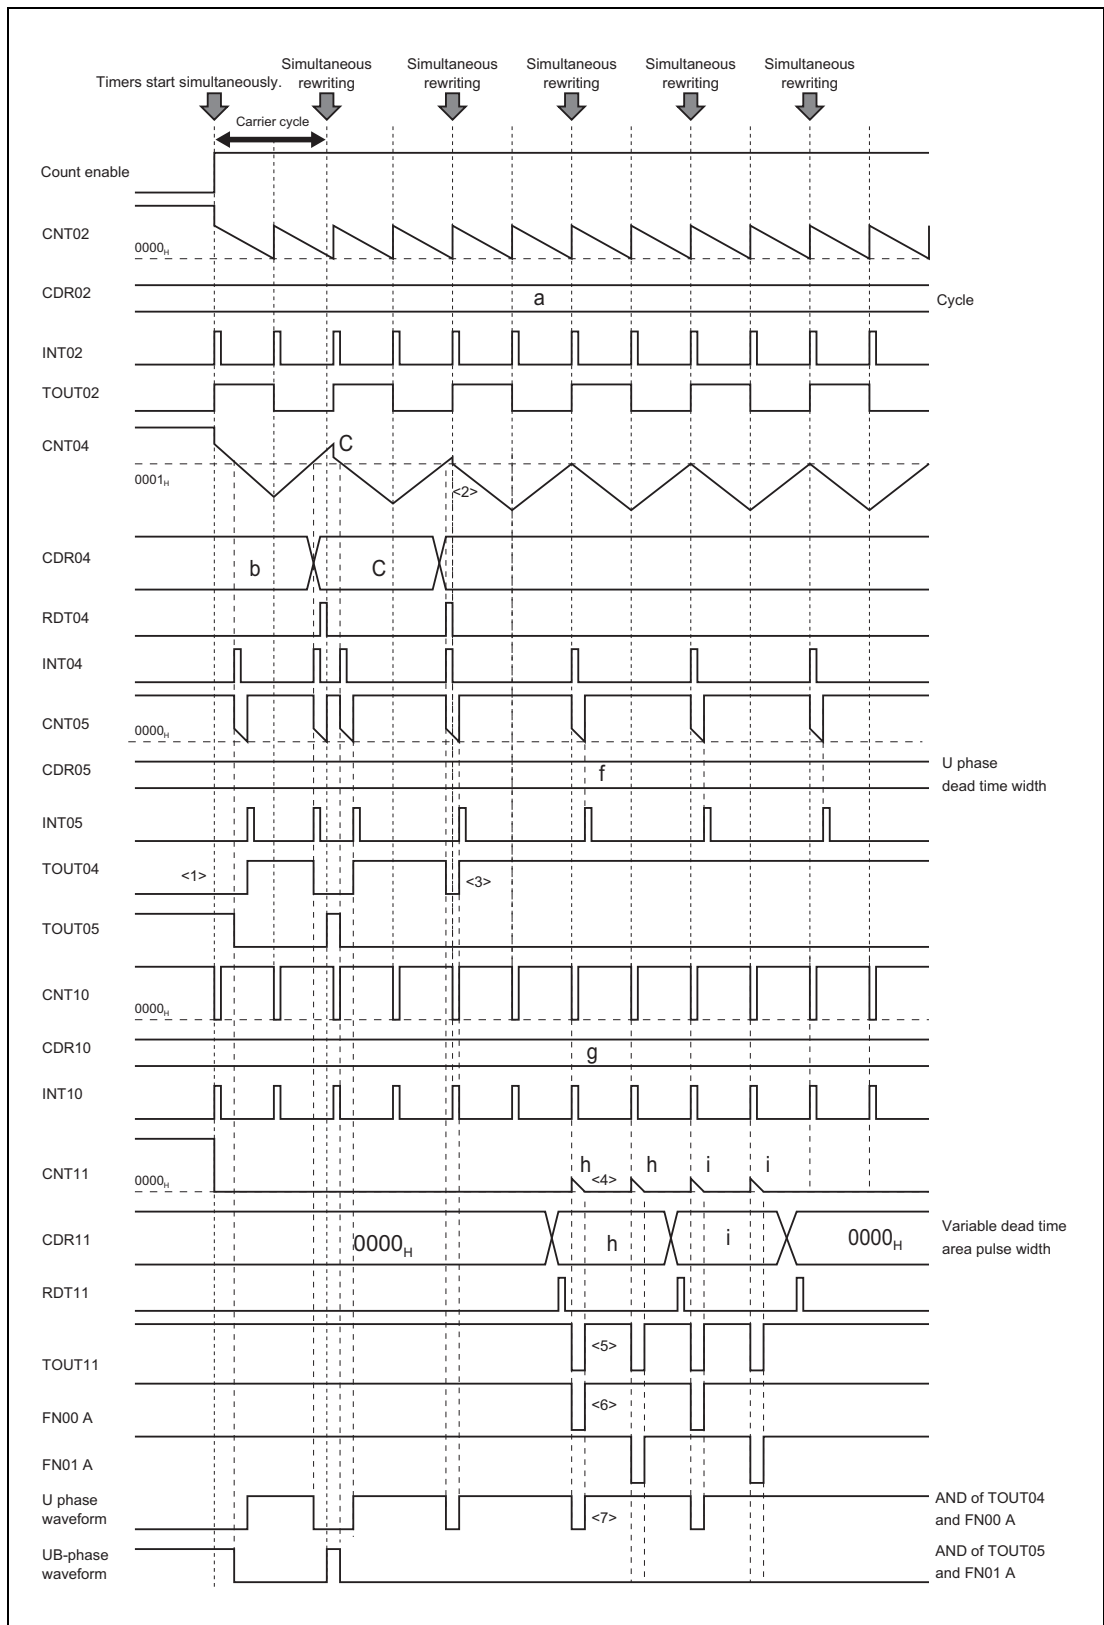 Simultaneous Simultaneous Simultaneous Simultaneous Simultaneous
Timers start simultaneously. rewriting rewriting rewriting rewriting rewriting
Carrier cycle
Count enable
CNT02
0000H
CDR02 a Cycle
INT02
TOUT02
CNT04 C
0001H <2>
CDR04 b C
RDT04
INT04
CNT05 0000H
CDR05 f U phase
dead time width
INT05
TOUT04 <1> <3>
TOUT05
CNT10
0000H
CDR10 g
INT10
CNT11 h h i i
0000H <4>
CDR11 0000H h i 0000H Variable dead time
area pulse width
RDT11
TOUT11 <5>
FN00 A <6>
FN01 A
U phase AND of TOUT04
waveform <7> and FN00 A
UB-phase AND of TOUT05
waveform and FN01 A